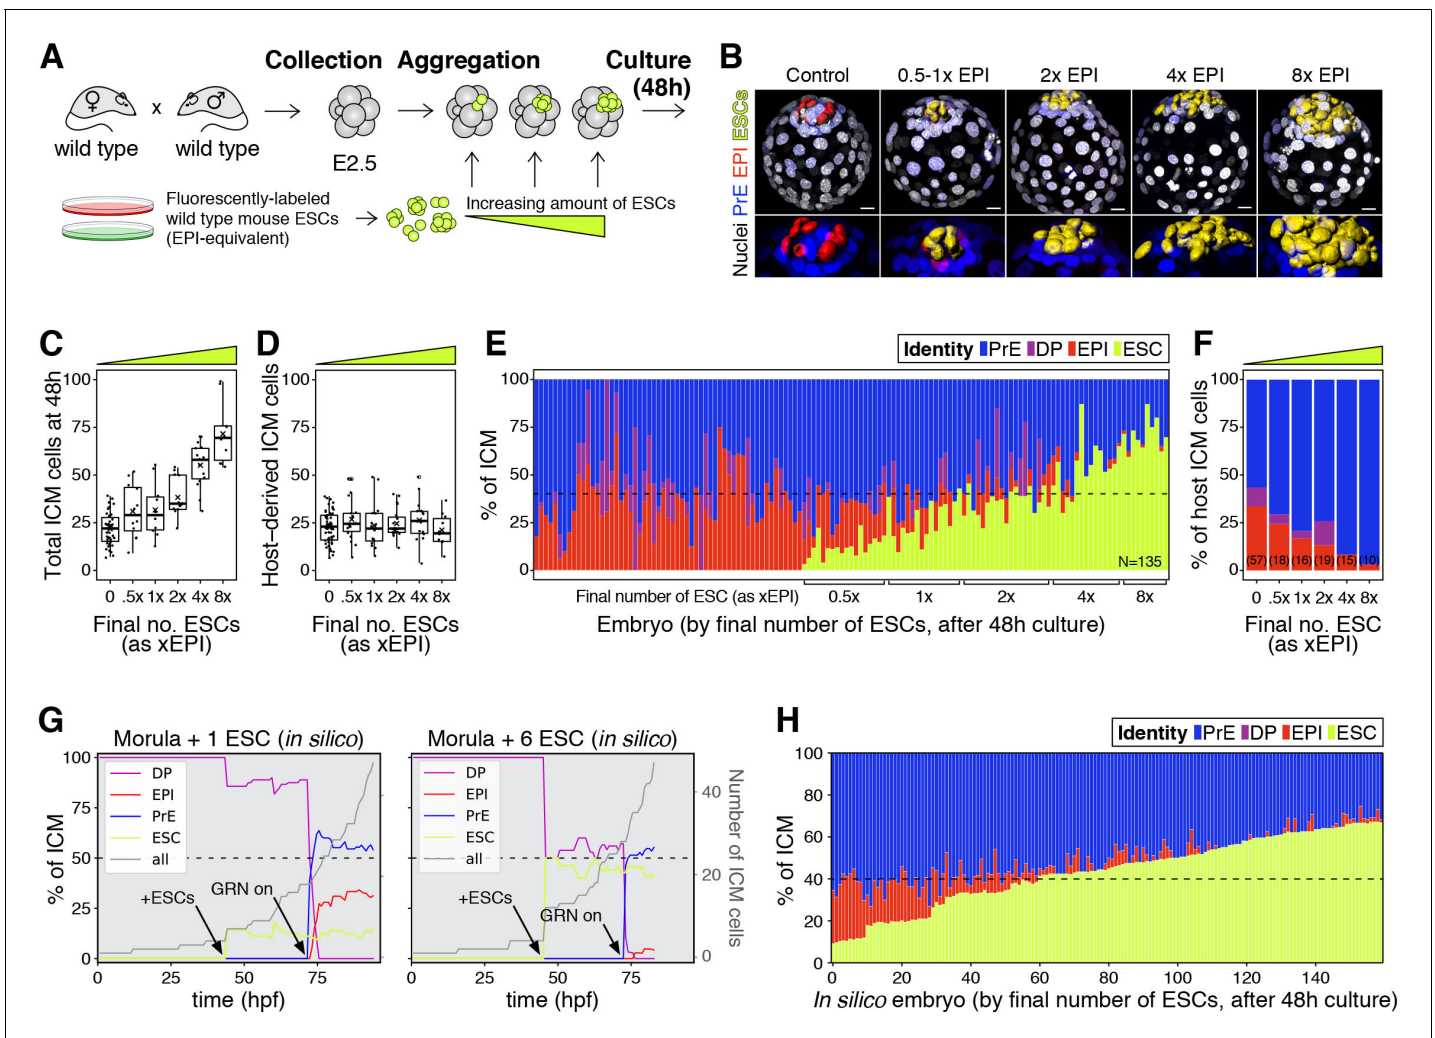 A
Collection
Aggregation
Culture
(48h)
♀
x
♂
wild type
wild type
E2.5
Fluorescently-labeled
wild type mouse ESCs
(EPI-equivalent)
Increasing amount of ESCs
B
Control
0.5-1x EPI
2x EPI
4x EPI
8x EPI
Nuclei PrE EPI ESCs
C
Total ICM cells at 48h
100
75
50
25
0
0 .5x 1x 2x 4x 8x
Final no. ESCs
(as xEPI)
D
Host–derived ICM cells
100
75
50
25
0
0 .5x 1x 2x 4x 8x
Final no. ESCs
(as xEPI)
E
Identity PrE DP EPI ESC
% of ICM
100
75
50
25
0
N=135
Final number of ESC (as xEPI) 0.5x 1x 2x 4x 8x
Embryo (by final number of ESCs, after 48h culture)
F
% of host ICM cells
100
75
50
25
0
(57) (18) (16) (19) (15) (10)
0 .5x 1x 2x 4x 8x
Final no. ESC
(as xEPI)
G
Morula + 1 ESC (in silico)
% of ICM
100
75
50
25
0
DP
EPI
PrE
ESC
all
+ESCs
GRN on
0 25 50 75
time (hpf)
Morula + 6 ESC (in silico)
DP
EPI
PrE
ESC
all
+ESCs
GRN on
0 25 50 75
time (hpf)
40
20
0
Number of ICM cells
H
Identity PrE DP EPI ESC
% of ICM
100
80
60
40
20
0
0 20 40 60 80 100 120 140
In silico embryo (by final number of ESCs, after 48h culture)